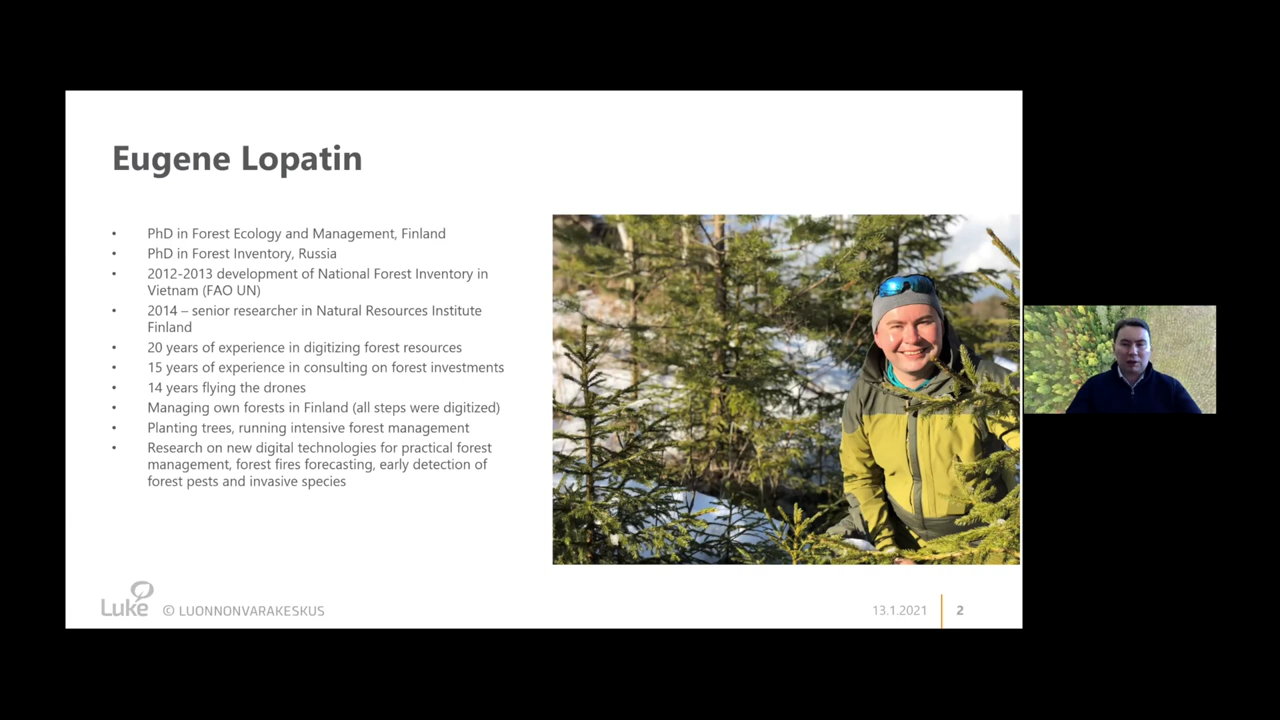 Eugene Lopatin
• PhD in Forest Ecology and Management, Finland
• PhD in Forest Inventory, Russia
• 2012-2013 development of National Forest Inventory in
Vietnam (FAO UN)
• 2014 – senior researcher in Natural Resources Institute
Finland
• 20 years of experience in digitizing forest resources
• 15 years of experience in consulting on forest investments
• 14 years flying the drones
• Managing own forests in Finland (all steps were digitized)
• Planting trees, running intensive forest management
• Research on new digital technologies for practical forest
management, forest fires forecasting, early detection of
forest pests and invasive species
Luke © LUONNONVARAKESKUS
13.1.2021 2